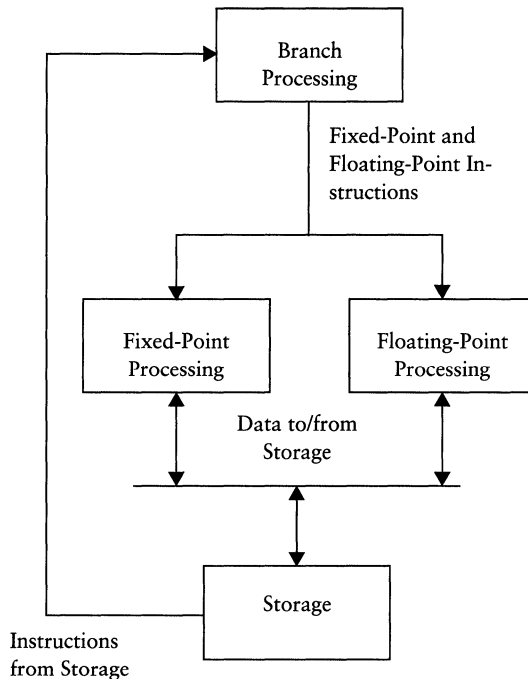 Branch
Processing
Fixed-Point and
Floating-Point In-
structions
Fixed-Point
Processing
Floating-Point
Processing
Data to/from
Storage
Storage
Instructions
from Storage